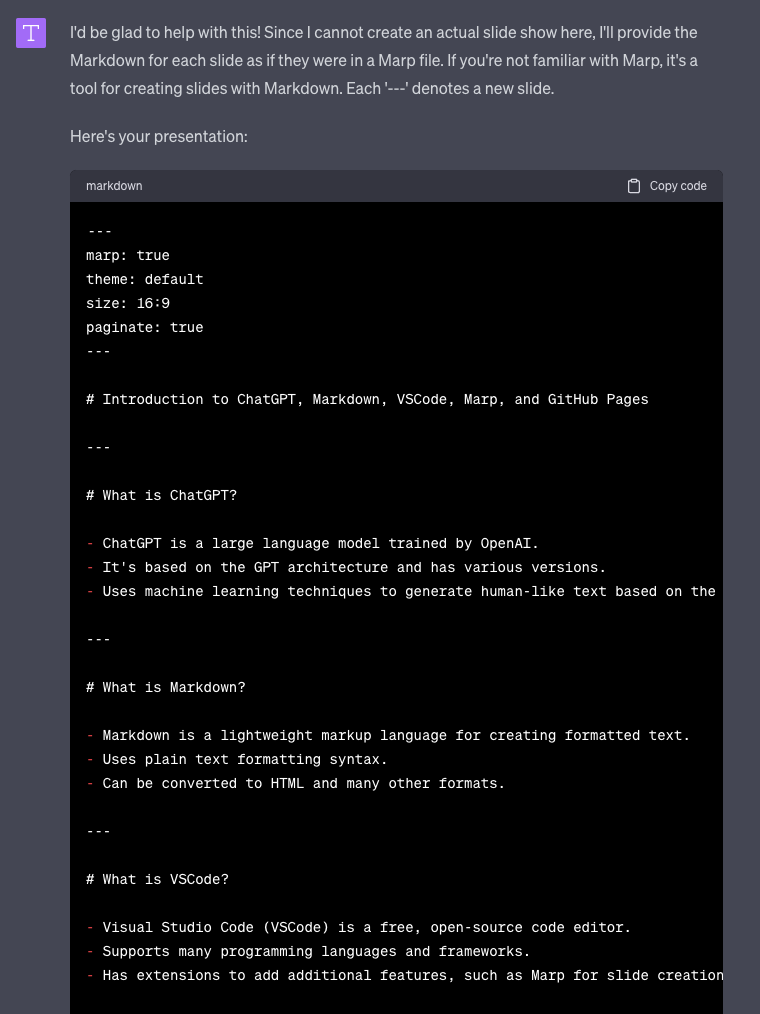 T
I'd be glad to help with this! Since I cannot create an actual slide show here, I'll provide the
Markdown for each slide as if they were in a Marp file. If you're not familiar with Marp, it's a
tool for creating slides with Markdown. Each '---' denotes a new slide.
Here's your presentation:
markdown
Copy code
---
marp: true
theme: default
size: 16:9
paginate: true
---
# Introduction to ChatGPT, Markdown, VSCode, Marp, and GitHub Pages
---
# What is ChatGPT?
- ChatGPT is a large language model trained by OpenAI.
- It's based on the GPT architecture and has various versions.
- Uses machine learning techniques to generate human-like text based on the
---
# What is Markdown?
- Markdown is a lightweight markup language for creating formatted text.
- Uses plain text formatting syntax.
- Can be converted to HTML and many other formats.
---
# What is VSCode?
- Visual Studio Code (VSCode) is a free, open-source code editor.
- Supports many programming languages and frameworks.
- Has extensions to add additional features, such as Marp for slide creation